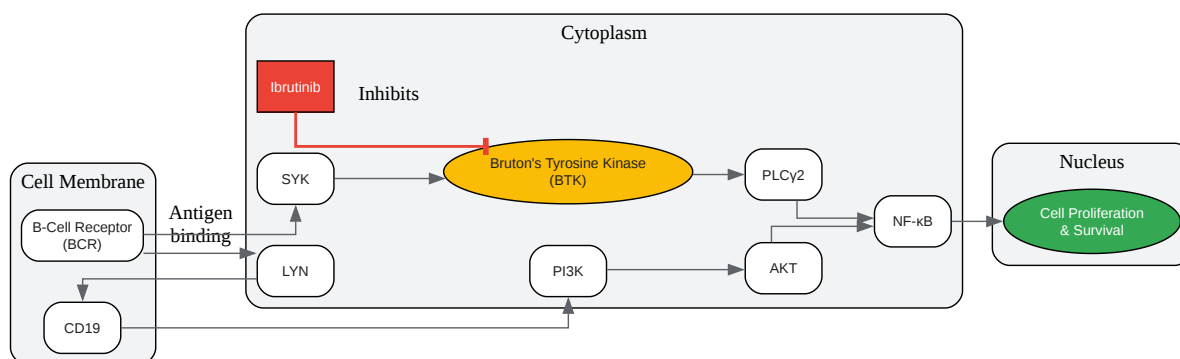 Cytoplasm
Ibrutinib
Inhibits
Bruton's Tyrosine Kinase
(BTK)
SYK
PLCγ2
Nucleus
Cell Membrane
Antigen
binding
B-Cell Receptor
(BCR)
NF-κB
Cell Proliferation
& Survival
LYN
PI3K
AKT
CD19